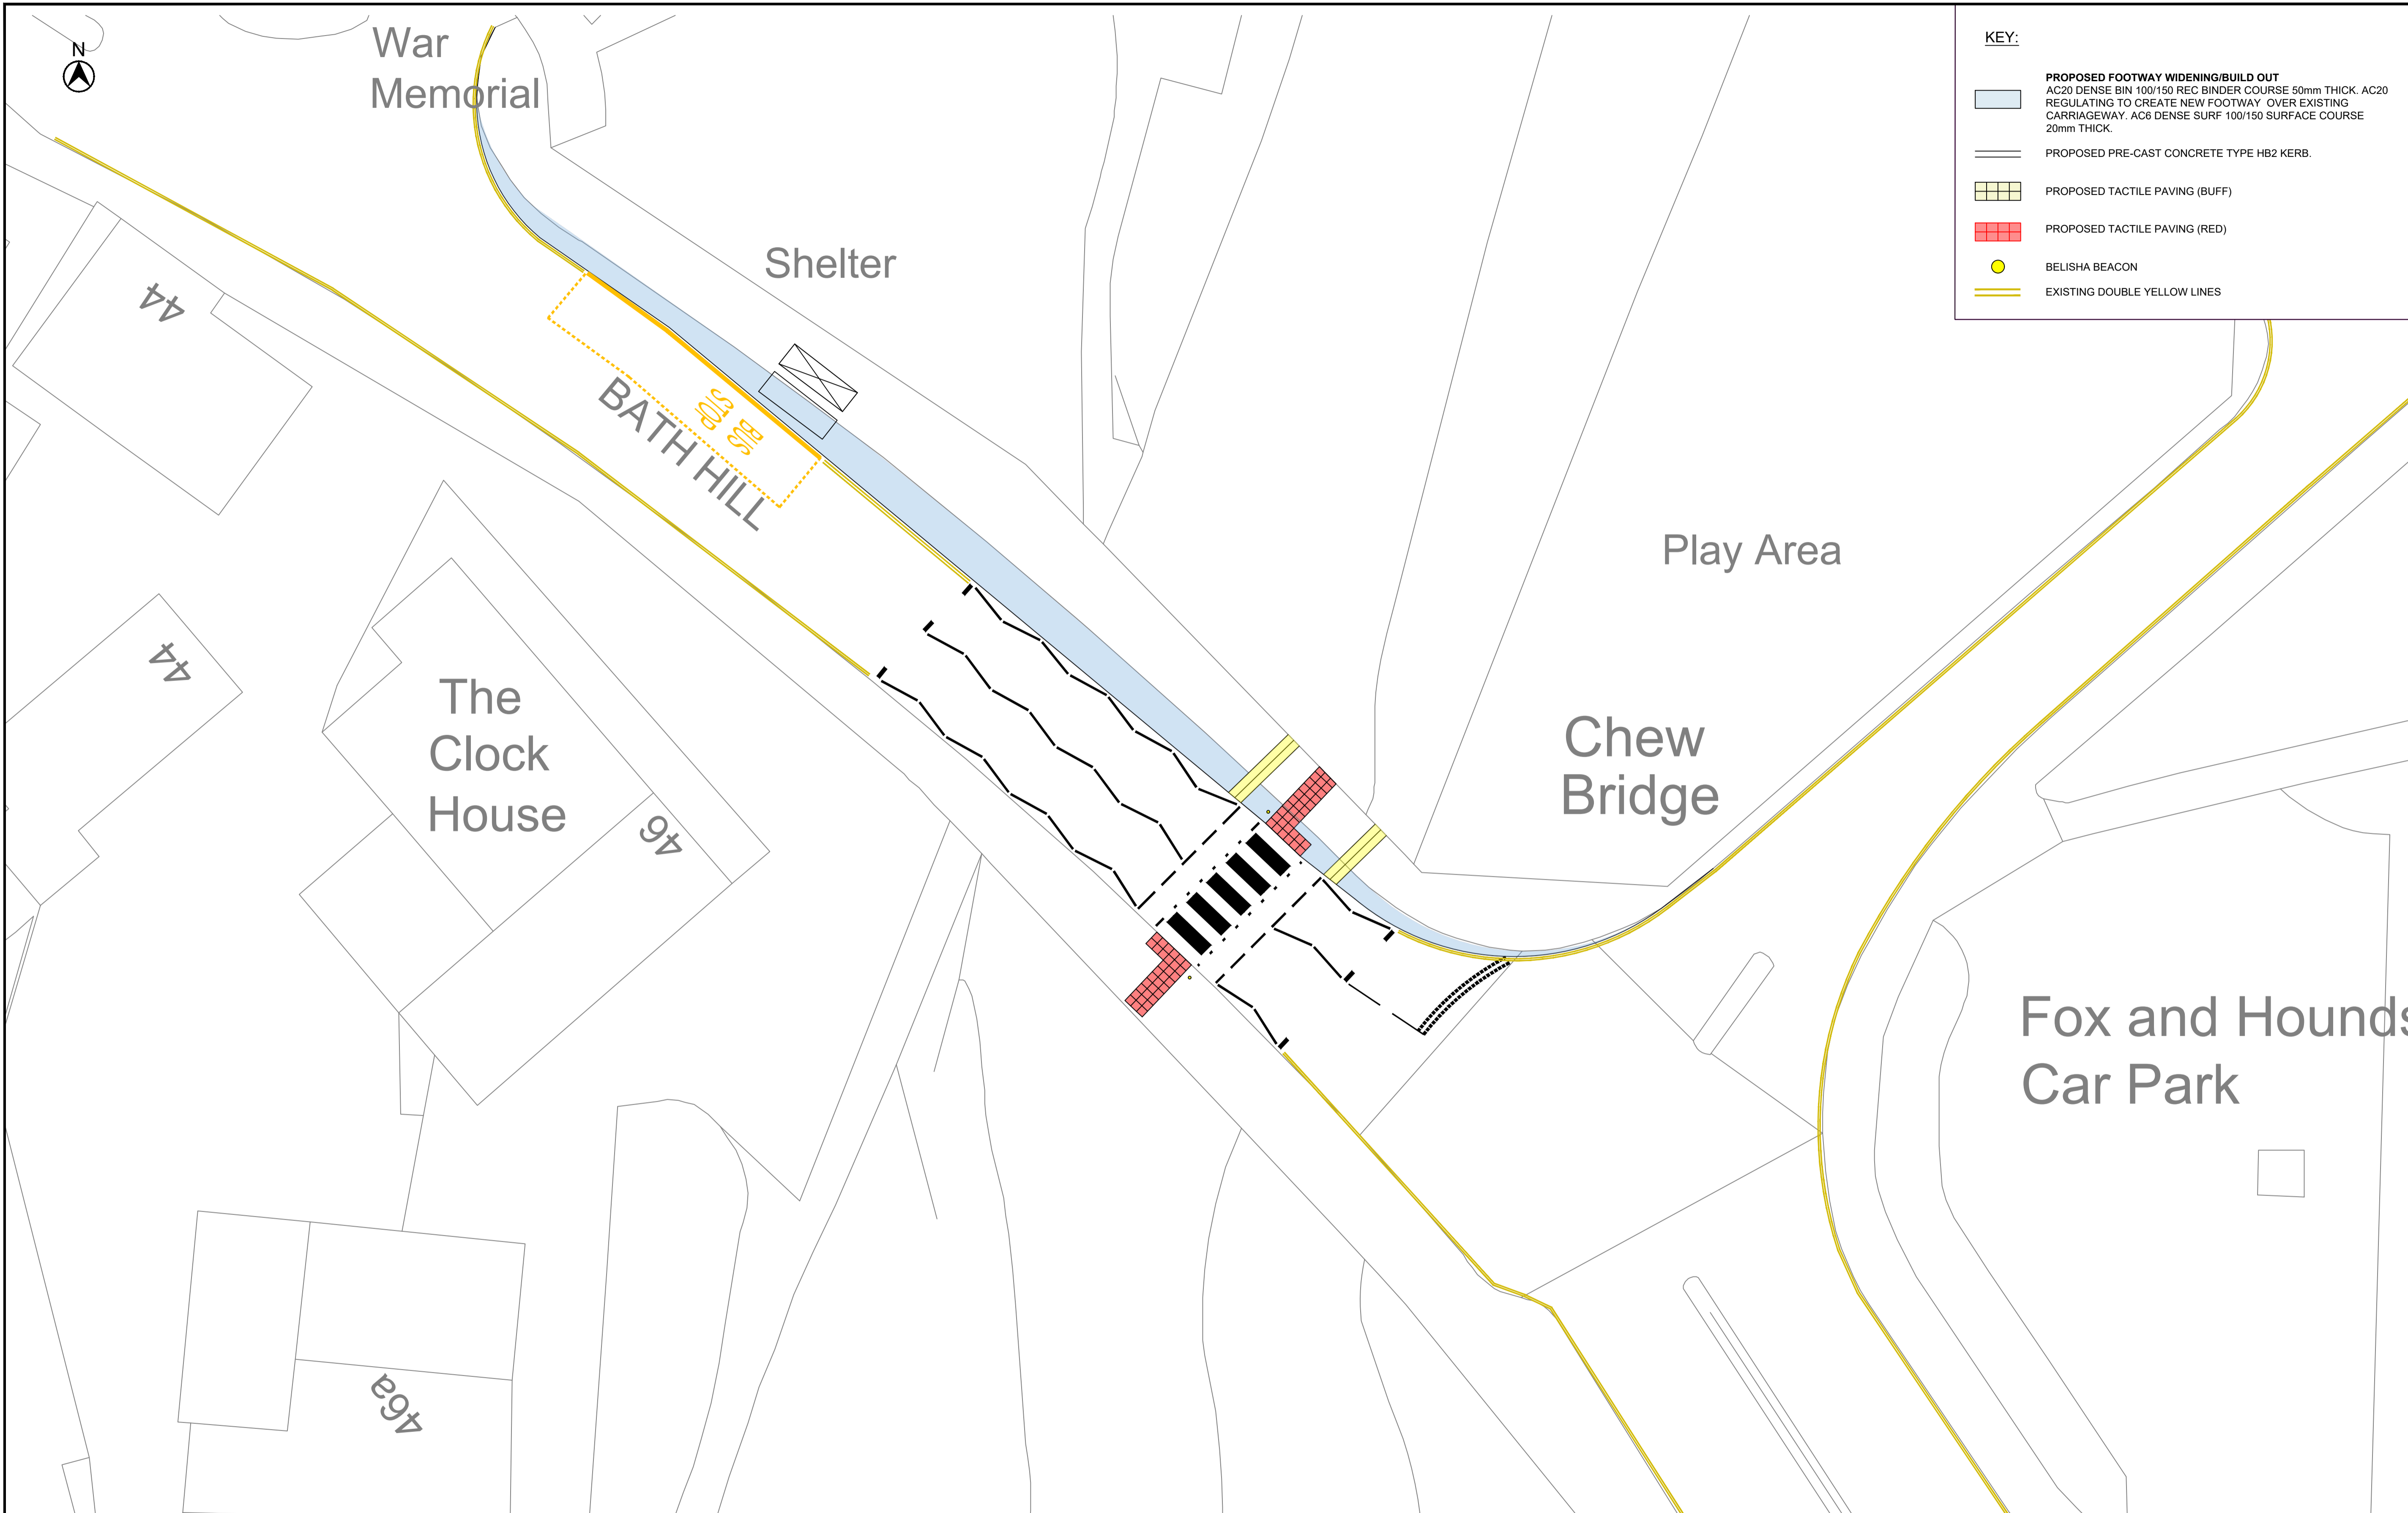 N
War
Memorial
KEY:
PROPOSED FOOTWAY WIDENING/BUILD OUT
AC20 DENSE BIN 100/150 REC BINDER COURSE 50mm THICK. AC20
REGULATING TO CREATE NEW FOOTWAY OVER EXISTING
CARRIAGEWAY. AC6 DENSE SURF 100/150 SURFACE COURSE
20mm THICK.
PROPOSED PRE-CAST CONCRETE TYPE HB2 KERB.
PROPOSED TACTILE PAVING (BUFF)
PROPOSED TACTILE PAVING (RED)
BELISHA BEACON
EXISTING DOUBLE YELLOW LINES
Shelter
44
BUS
STOP
BATH HILL
Play Area
44
The
Clock
House
46
Chew
Bridge
Fox and Hounds
Car Park
46a